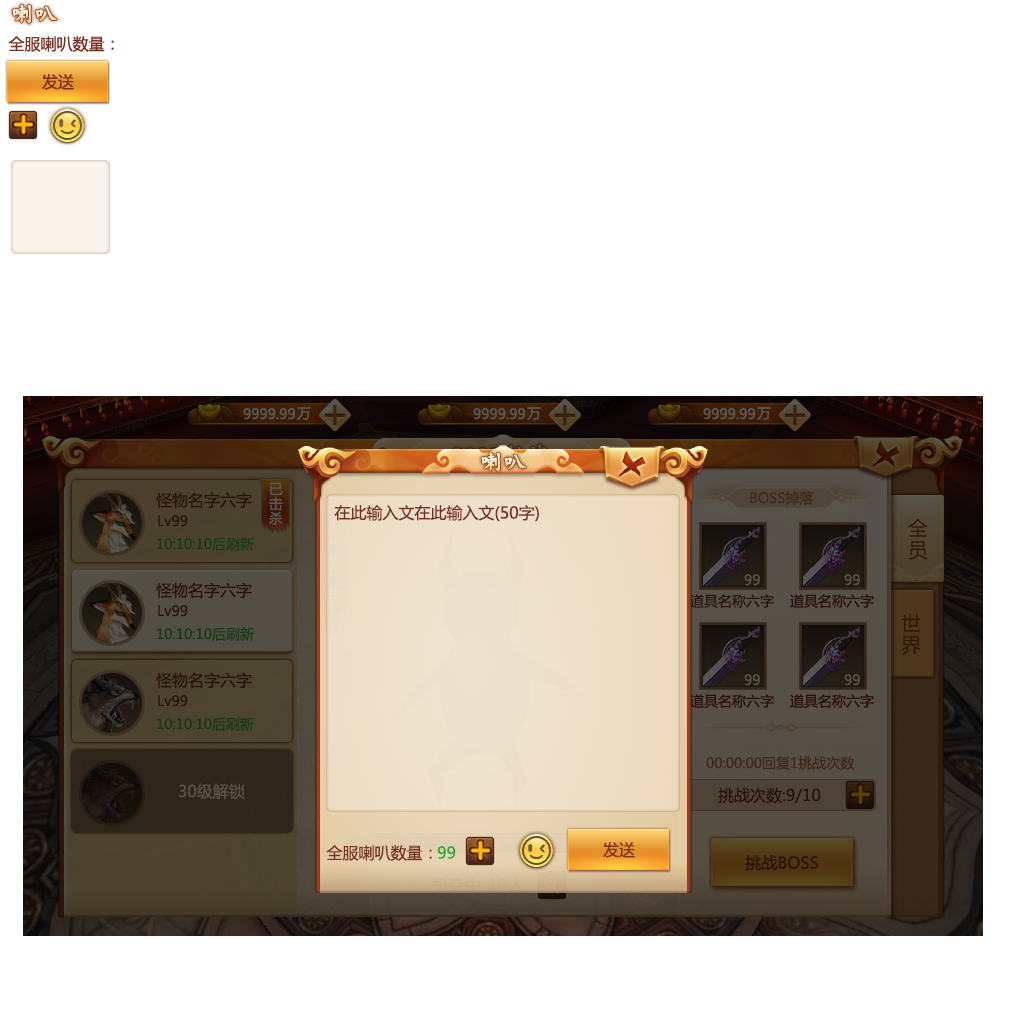 喇叭
全服喇叭数量：
发送
9999.99万
9999.99万
9999.99万
喇叭
怪物名字六字
Lv99
10:10:10后刷新
已击杀
怪物名字六字
Lv99
10:10:10后刷新
怪物名字六字
Lv99
10:10:10后刷新
30级解锁
在此输入文在此输入文(50字)
全服喇叭数量：99
发送
BOSS掉落
99
99
道具名称六字
道具名称六字
99
99
道具名称六字
道具名称六字
00:00:00回复1挑战次数
挑战次数:9/10
挑战BOSS
全员
世界